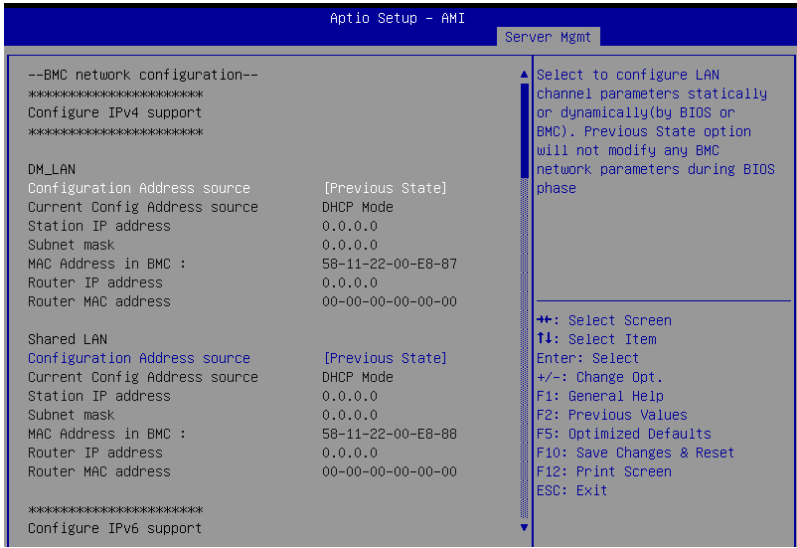 Aptio Setup - AMI
Server Mgmt
--BMC network configuration--
************************
Configure IPv4 support
************************
DM_LAN
Configuration Address source [Previous State]
Current Config Address source DHCP Mode
Station IP address 0.0.0.0
Subnet mask 0.0.0.0
MAC Address in BMC : 58-11-22-00-E8-87
Router IP address 0.0.0.0
Router MAC address 00-00-00-00-00-00
Shared LAN
Configuration Address source [Previous State]
Current Config Address source DHCP Mode
Station IP address 0.0.0.0
Subnet mask 0.0.0.0
MAC Address in BMC : 58-11-22-00-E8-88
Router IP address 0.0.0.0
Router MAC address 00-00-00-00-00-00
************************
Configure IPv6 support
Select to configure LAN
channel parameters statically
or dynamically(by BIOS or
BMC). Previous State option
will not modify any BMC
network parameters during BIOS
phase
→←: Select Screen
↑↓: Select Item
Enter: Select
+/-: Change Opt.
F1: General Help
F2: Previous Values
F5: Optimized Defaults
F10: Save Changes & Reset
F12: Print Screen
ESC: Exit